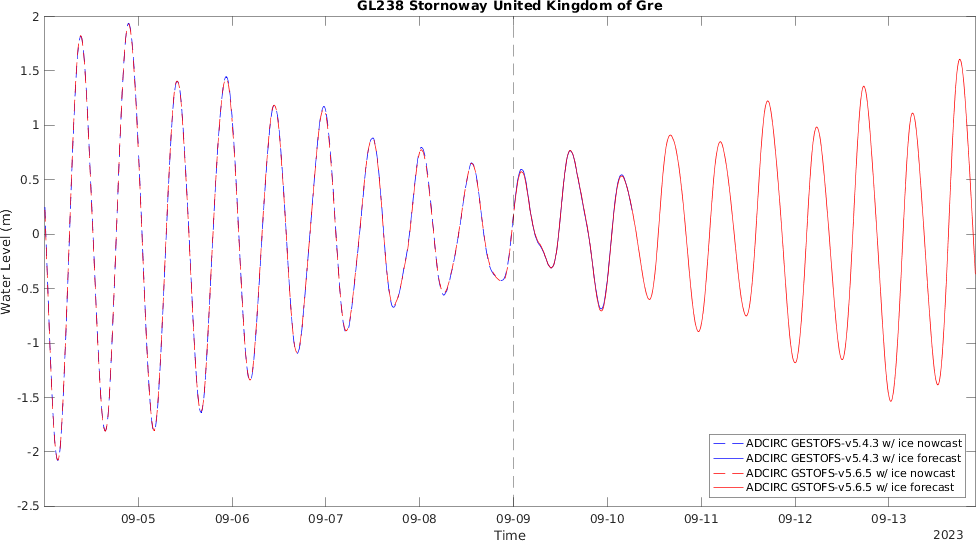 GL238 Stornoway United Kingdom of Gre
2
1.5
1
0.5
0
-0.5
-1
-1.5
-2
-2.5
Water Level (m)
ADCIRC GESTOFS-v5.4.3 w/ ice nowcast
ADCIRC GESTOFS-v5.4.3 w/ ice forecast
ADCIRC GSTOFS-v5.6.5 w/ ice nowcast
ADCIRC GSTOFS-v5.6.5 w/ ice forecast
09-05 09-06 09-07 09-08 09-09 09-10 09-11 09-12 09-13
Time
2023